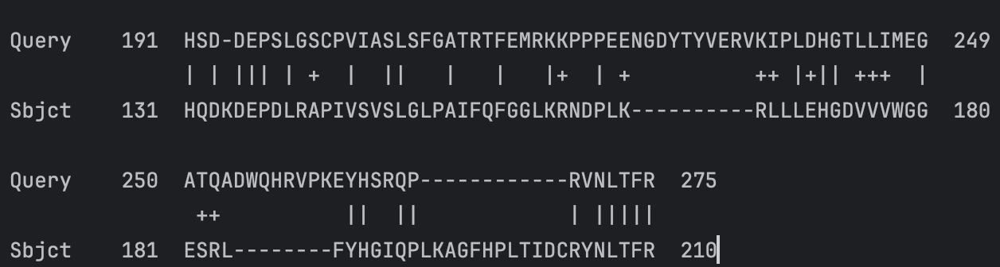 Query    191  HSD-DEPSLGSCPVIASLSFGATRTFEMRKKPPPEENGDYTYVERVKIPLDHGTLLIMEG  249
              | | ||| | +  |  ||   |   |   |+  | +          ++ |+|| +++  |
Sbjct    131  HQDKDEPDLRAPIVSVSLGLPAIFQFGGLKRNDPLK----------RLLLEHGDVVVWGG  180
Query    250  ATQADWQHRVPKEYHSRQP------------RVNLTFR  275
               ++          ||  ||            | |||||
Sbjct    181  ESRL--------FYHGIQPLKAGFHPLTIDCRYNLTFR  210